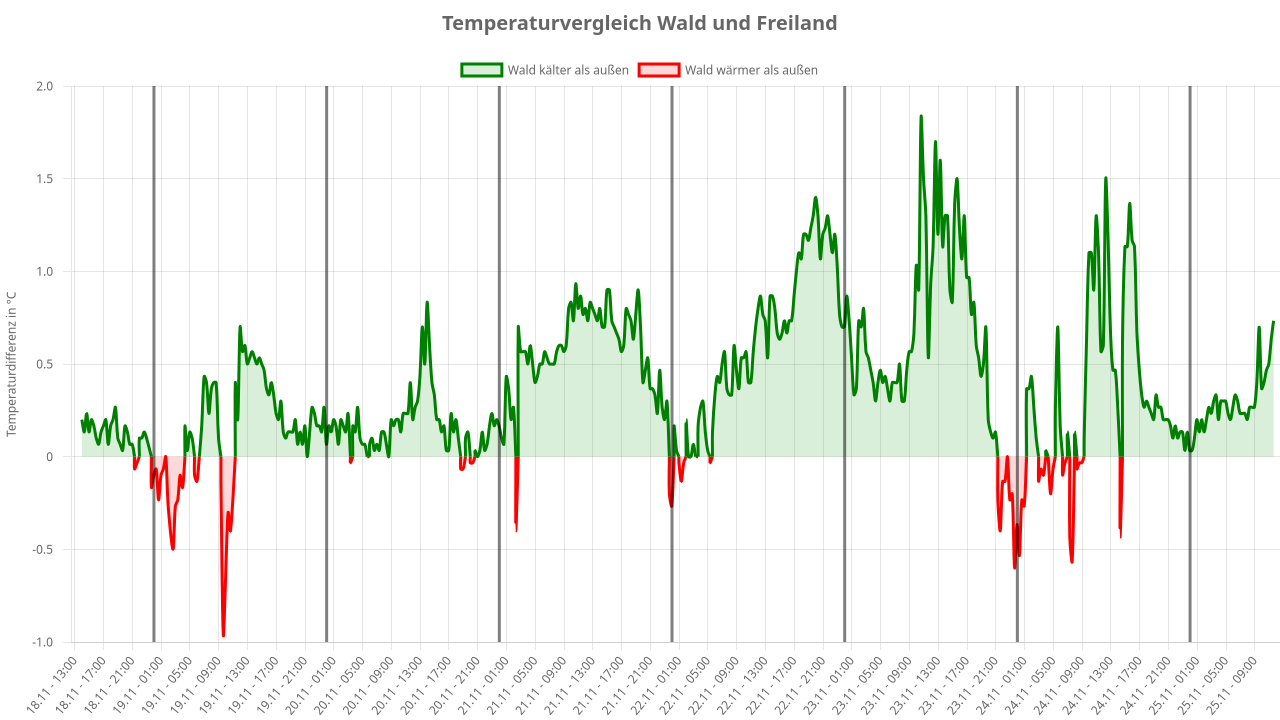 Temperaturvergleich Wald und Freiland
Wald kälter als außen
Wald wärmer als außen
Temperaturdifferenz in °C
2.0
1.5
1.0
0.5
0
-0.5
-1.0
18.11 - 13:00
18.11 - 17:00
18.11 - 21:00
19.11 - 01:00
19.11 - 05:00
19.11 - 09:00
19.11 - 13:00
19.11 - 17:00
19.11 - 21:00
20.11 - 01:00
20.11 - 05:00
20.11 - 09:00
20.11 - 13:00
20.11 - 17:00
20.11 - 21:00
21.11 - 01:00
21.11 - 05:00
21.11 - 09:00
21.11 - 13:00
21.11 - 17:00
21.11 - 21:00
22.11 - 01:00
22.11 - 05:00
22.11 - 09:00
22.11 - 13:00
22.11 - 17:00
22.11 - 21:00
23.11 - 01:00
23.11 - 05:00
23.11 - 09:00
23.11 - 13:00
23.11 - 17:00
23.11 - 21:00
24.11 - 01:00
24.11 - 05:00
24.11 - 09:00
24.11 - 13:00
24.11 - 17:00
24.11 - 21:00
25.11 - 01:00
25.11 - 05:00
25.11 - 09:00